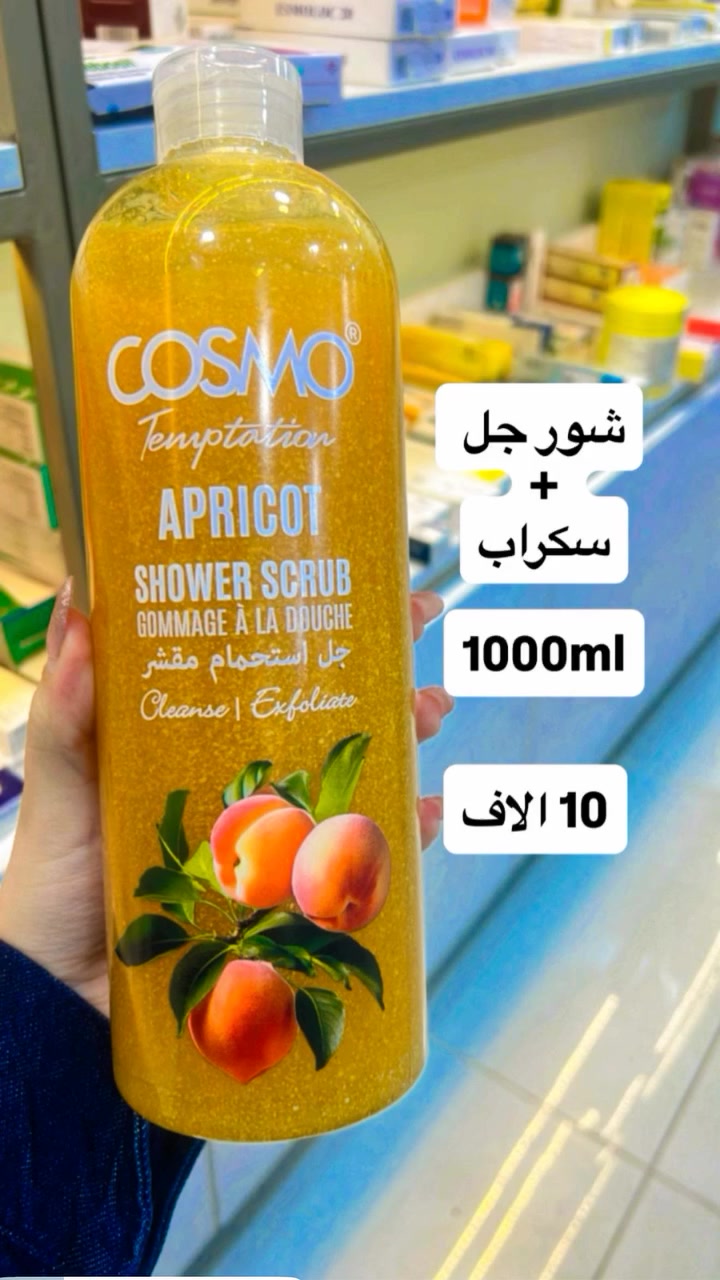 COSMO®
Temptation
APRICOT
SHOWER SCRUB
GOMMAGE À LA DOUCHE
جل استحمام مقشر
Cleanse | Exfoliate
شور جل
+
سكراب
1000ml
10 الاف